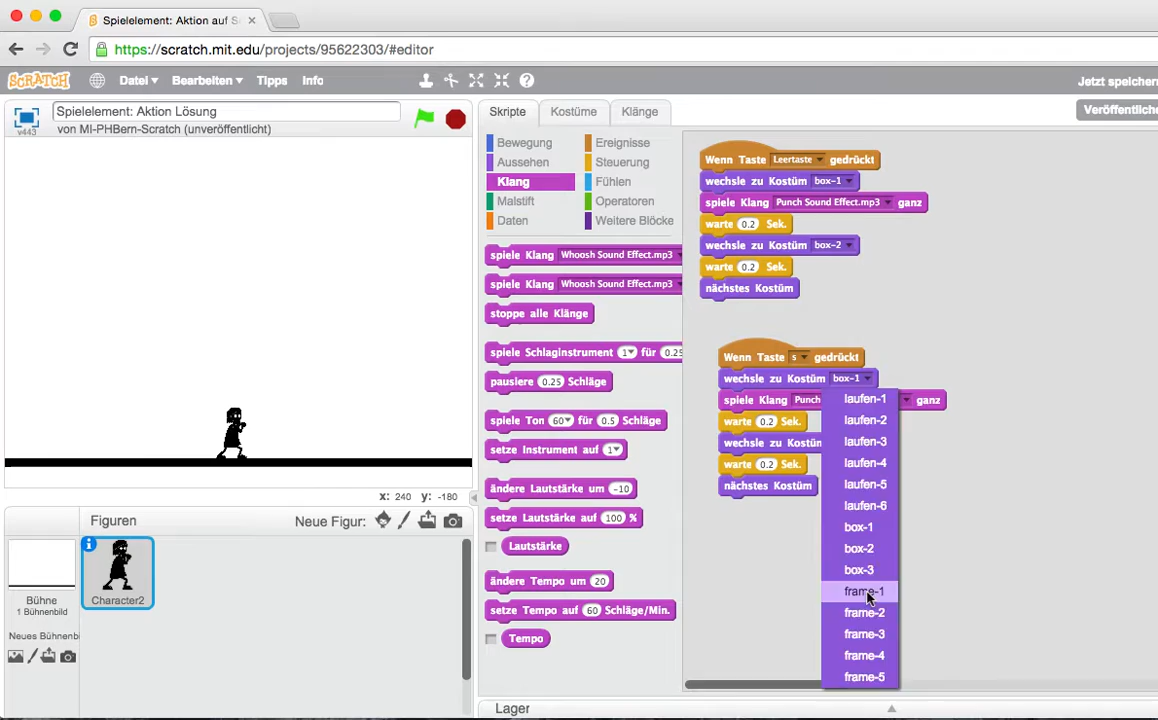 Spielelement: Aktion auf S
https://scratch.mit.edu/projects/95622303/#editor
SCRATCH
Datei
Bearbeiten
Tipps
Info
Jetzt speicher
v443
Spielelement: Aktion Lösung
von MI-PHBern-Scratch (unveröffentlicht)
Skripte
Kostüme
Klänge
Veröffentliche
Bewegung
Aussehen
Klang
Malstift
Daten
Ereignisse
Steuerung
Fühlen
Operatoren
Weitere Blöcke
spiele Klang Whoosh Sound Effect.mp3
spiele Klang Whoosh Sound Effect.mp3
stoppe alle Klänge
spiele Schlaginstrument 1 für 0.25
pausiere 0.25 Schläge
spiele Ton 60 für 0.5 Schläge
setze Instrument auf 1
ändere Lautstärke um -10
setze Lautstärke auf 100 %
Lautstärke
ändere Tempo um 20
setze Tempo auf 60 Schläge/Min.
Tempo
Wenn Taste Leertaste gedrückt
wechsle zu Kostüm box-1
spiele Klang Punch Sound Effect.mp3 ganz
warte 0.2 Sek.
wechsle zu Kostüm box-2
warte 0.2 Sek.
nächstes Kostüm
Wenn Taste s gedrückt
wechsle zu Kostüm box-1
spiele Klang Punch ganz
warte 0.2 Sek.
wechsle zu Kostüm
warte 0.2 Sek.
nächstes Kostüm
laufen-1
laufen-2
laufen-3
laufen-4
laufen-5
laufen-6
box-1
box-2
box-3
frame-1
frame-2
frame-3
frame-4
frame-5
x: 240 y: -180
Figuren
Neue Figur:
Bühne
1 Bühnenbild
Neues Bühnenbi
Character2
Lager